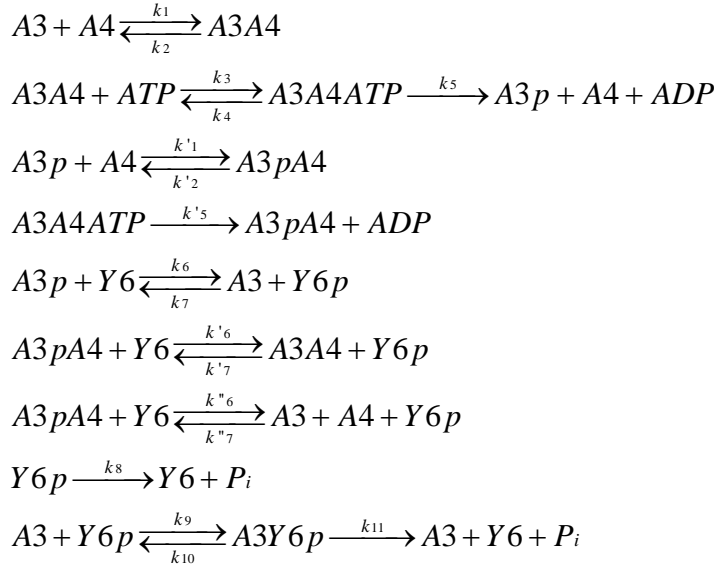 A3 + A4 ⇌[k1][k2] A3A4
A3A4 + ATP ⇌[k3][k4] A3A4ATP →[k5] A3p + A4 + ADP
A3p + A4 ⇌[k'1][k'2] A3pA4
A3A4ATP →[k'5] A3pA4 + ADP
A3p + Y6 ⇌[k6][k7] A3 + Y6p
A3pA4 + Y6 ⇌[k'6][k'7] A3A4 + Y6p
A3pA4 + Y6 ⇌[k"6][k"7] A3 + A4 + Y6p
Y6p →[k8] Y6 + Pi
A3 + Y6p ⇌[k9][k10] A3Y6p →[k11] A3 + Y6 + Pi